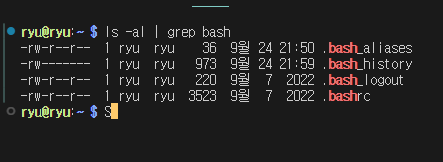 ryu@ryu:~ $ ls -al | grep bash
-rw-r--r-- 1 ryu ryu 36 9월 24 21:50 .bash_aliases
-rw------- 1 ryu ryu 973 9월 24 21:59 .bash_history
-rw-r--r-- 1 ryu ryu 220 9월 7 2022 .bash_logout
-rw-r--r-- 1 ryu ryu 3523 9월 7 2022 .bashrc
ryu@ryu:~ $ S